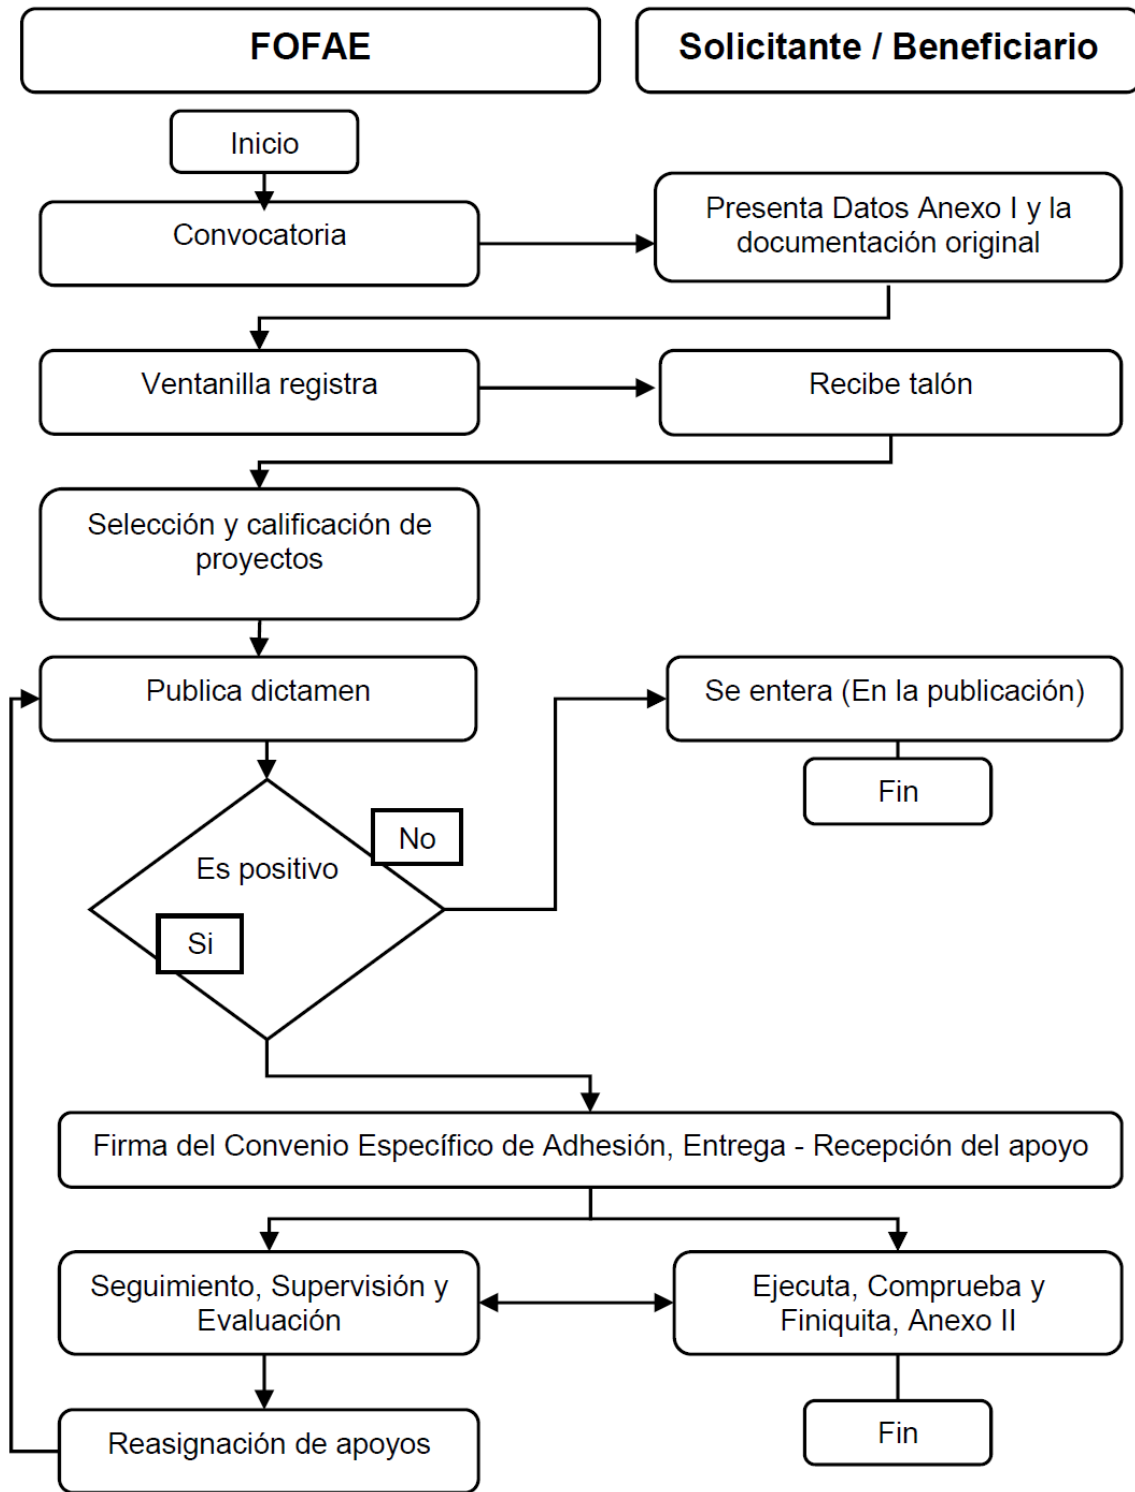 FOFAE
Solicitante / Beneficiario
Inicio
Convocatoria
Presenta Datos Anexo I y la
documentación original
Ventanilla registra
Recibe talón
Selección y calificación de
proyectos
Publica dictamen
Se entera (En la publicación)
Fin
No
Es positivo
Si
Firma del Convenio Específico de Adhesión, Entrega - Recepción del apoyo
Seguimiento, Supervisión y
Evaluación
Ejecuta, Comprueba y
Finiquita, Anexo II
Reasignación de apoyos
Fin